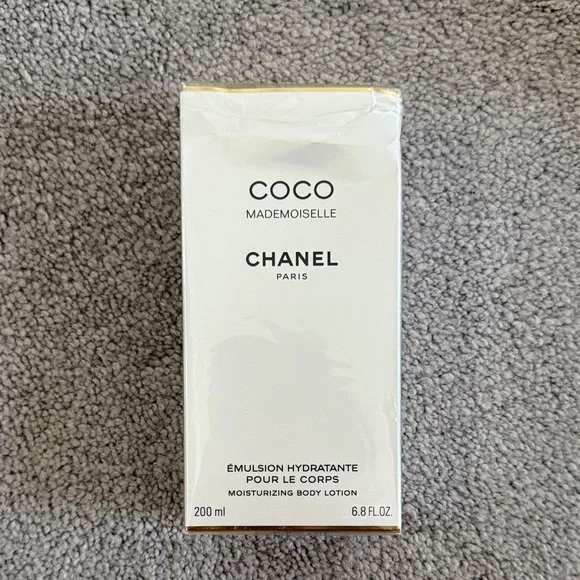 COCO
MADEMOISELLE
CHANEL
PARIS
ÉMULSION HYDRATANTE
POUR LE CORPS
MOISTURIZING BODY LOTION
200 ml 6.8 FL.OZ.